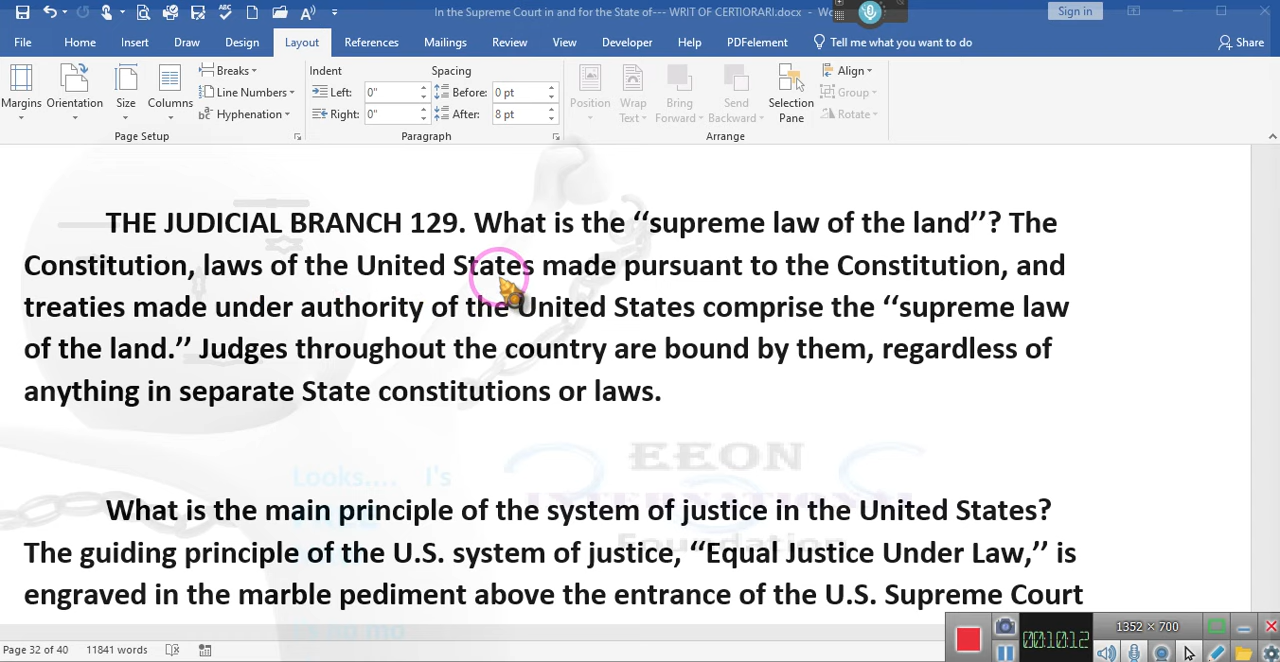 In the Supreme Court in and for the State of--- WRIT OF CERTIORARI.docx - Wo
Sign in
File Home Insert Draw Design Layout References Mailings Review View Developer Help PDFelement Tell me what you want to do Share
Margins Orientation Size Columns
Breaks
Line Numbers
Hyphenation
Page Setup
Indent Spacing
Left: 0" Before: 0 pt
Right: 0" After: 8 pt
Paragraph
Position Wrap Text Bring Forward Send Backward Selection Pane
Align
Group
Rotate
Arrange
THE JUDICIAL BRANCH 129. What is the ‘‘supreme law of the land’’? The
Constitution, laws of the United States made pursuant to the Constitution, and
treaties made under authority of the United States comprise the ‘‘supreme law
of the land.’’ Judges throughout the country are bound by them, regardless of
anything in separate State constitutions or laws.
EEON
Looks.... I's
INTERNATIONAL
Foundation
What is the main principle of the system of justice in the United States?
The guiding principle of the U.S. system of justice, ‘‘Equal Justice Under Law,’’ is
engraved in the marble pediment above the entrance of the U.S. Supreme Court
1352 × 700
00:10:12
Page 32 of 40 11841 words